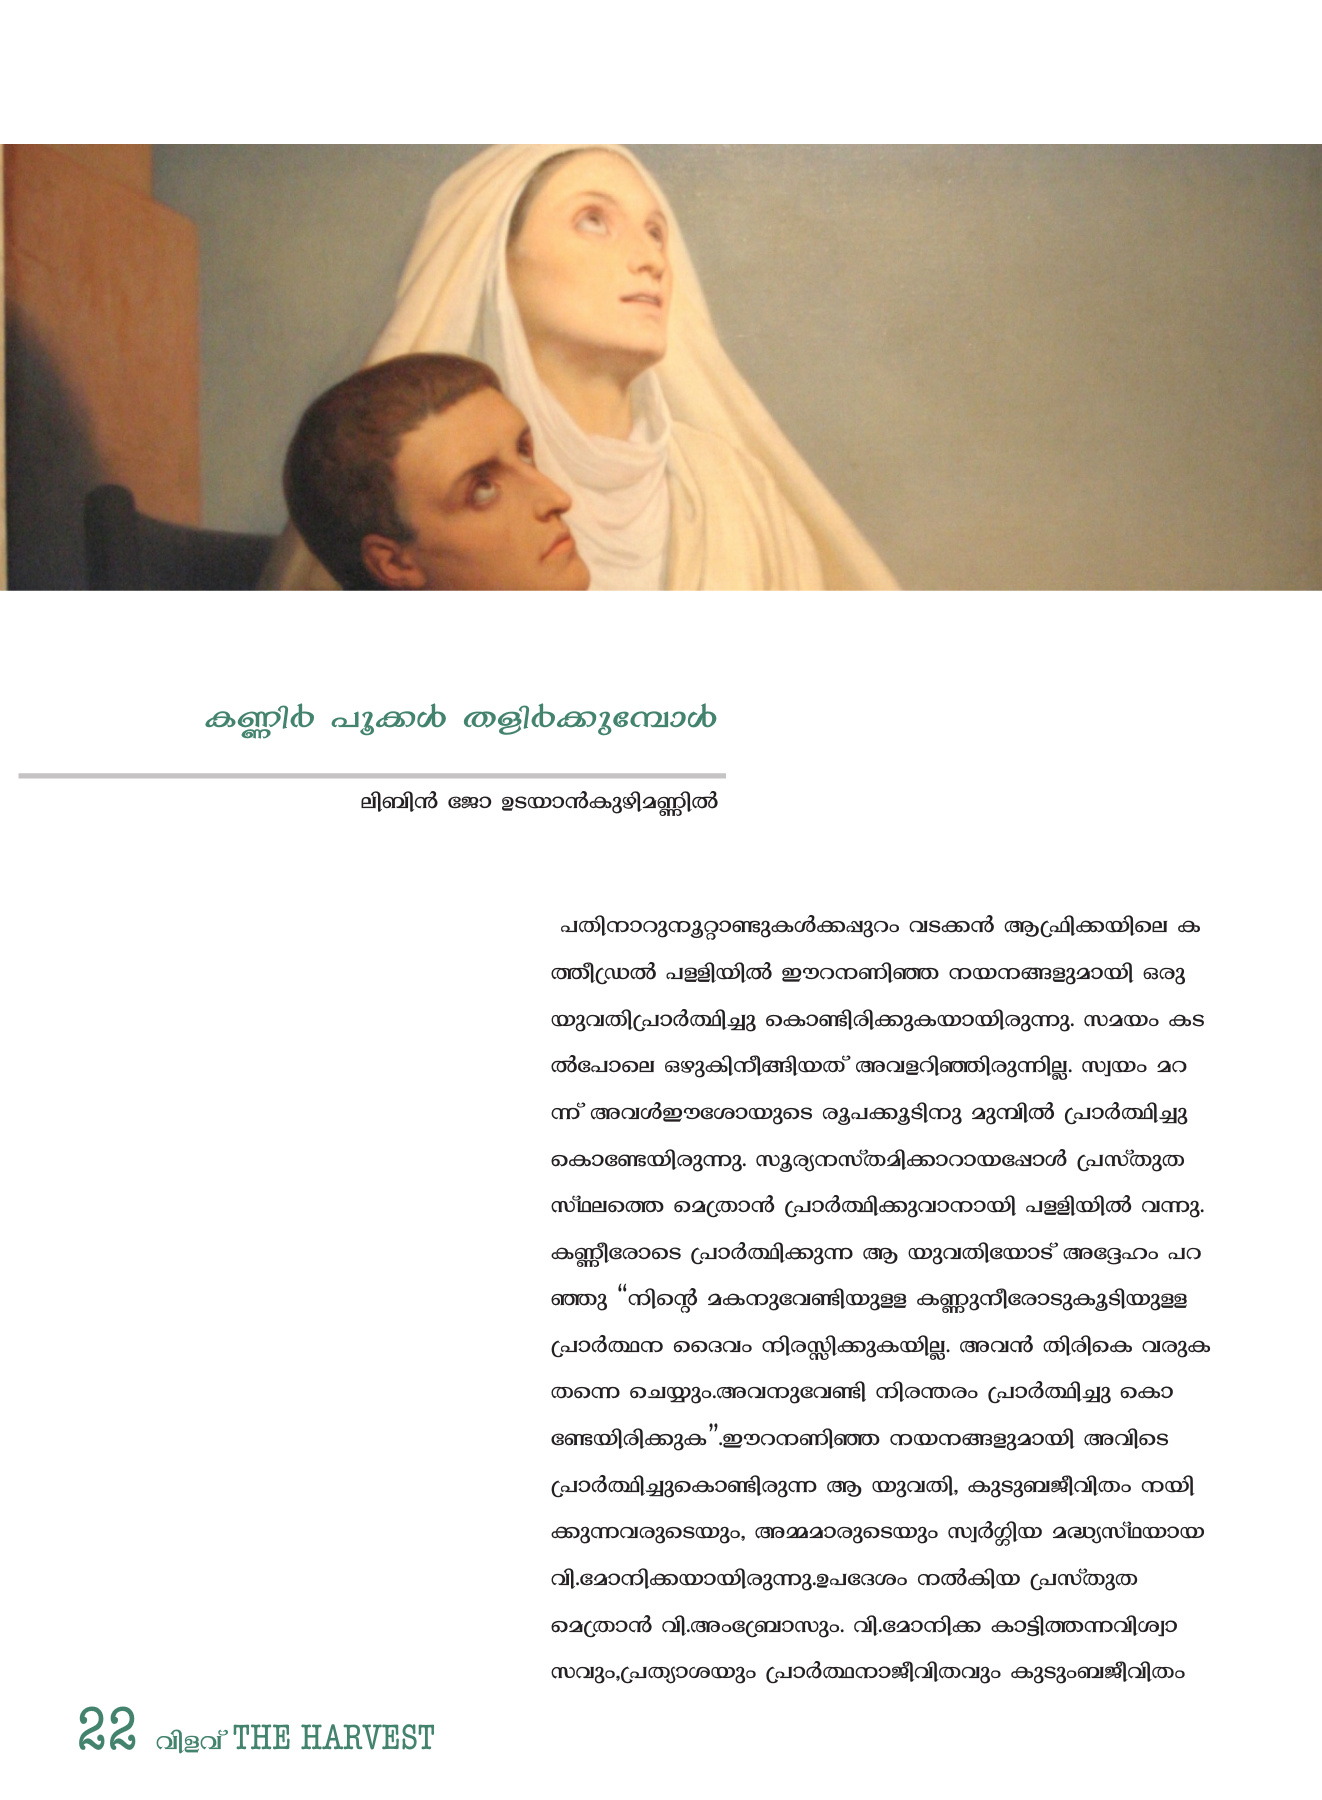 കണ്ണിർ പൂക്കൾ തളിർക്കുമ്പോൾ
ലിബിൻ ജോ ഉടയാൻകുഴിമണ്ണിൽ
പതിനാറുനൂറ്റാണ്ടുകൾക്കപ്പുറം വടക്കൻ ആഫ്രിക്കയിലെ ക
ത്തീഡ്രൽ പള്ളിയിൽ ഈറനണിഞ്ഞ നയനങ്ങളുമായി ഒരു
യുവതിപ്രാർത്ഥിച്ചു കൊണ്ടിരിക്കുകയായിരുന്നു. സമയം കട
ൽപോലെ ഒഴുകിനീങ്ങിയത് അവളറിഞ്ഞിരുന്നില്ല. സ്വയം മറ
ന്ന് അവൾഈശോയുടെ രൂപക്കൂടിനു മുമ്പിൽ പ്രാർത്ഥിച്ചു
കൊണ്ടേയിരുന്നു. സൂര്യനസ്തമിക്കാറായപ്പോൾ പ്രസ്തുത
സ്ഥലത്തെ മെത്രാൻ പ്രാർത്ഥിക്കുവാനായി പള്ളിയിൽ വന്നു.
കണ്ണീരോടെ പ്രാർത്ഥിക്കുന്ന ആ യുവതിയോട് അദ്ദേഹം പറ
ഞ്ഞു “നിന്റെ മകനുവേണ്ടിയുള്ള കണ്ണുനീരോടുകൂടിയുള്ള
പ്രാർത്ഥന ദൈവം നിരസ്സിക്കുകയില്ല. അവൻ തിരികെ വരുക
തന്നെ ചെയ്യും.അവനുവേണ്ടി നിരന്തരം പ്രാർത്ഥിച്ചു കൊ
ണ്ടേയിരിക്കുക”.ഈറനണിഞ്ഞ നയനങ്ങളുമായി അവിടെ
പ്രാർത്ഥിച്ചുകൊണ്ടിരുന്ന ആ യുവതി, കുടുബജീവിതം നയി
ക്കുന്നവരുടെയും, അമ്മമാരുടെയും സ്വർഗ്ഗിയ മദ്ധ്യസ്ഥയായ
വി.മോനിക്കയായിരുന്നു.ഉപദേശം നൽകിയ പ്രസ്തുത
മെത്രാൻ വി.അംബ്രോസും. വി.മോനിക്ക കാട്ടിത്തന്നവിശ്വാ
സവും,പ്രത്യാശയും പ്രാർത്ഥനാജീവിതവും കുടുംബജീവിതം
22 വിളവ് THE HARVEST